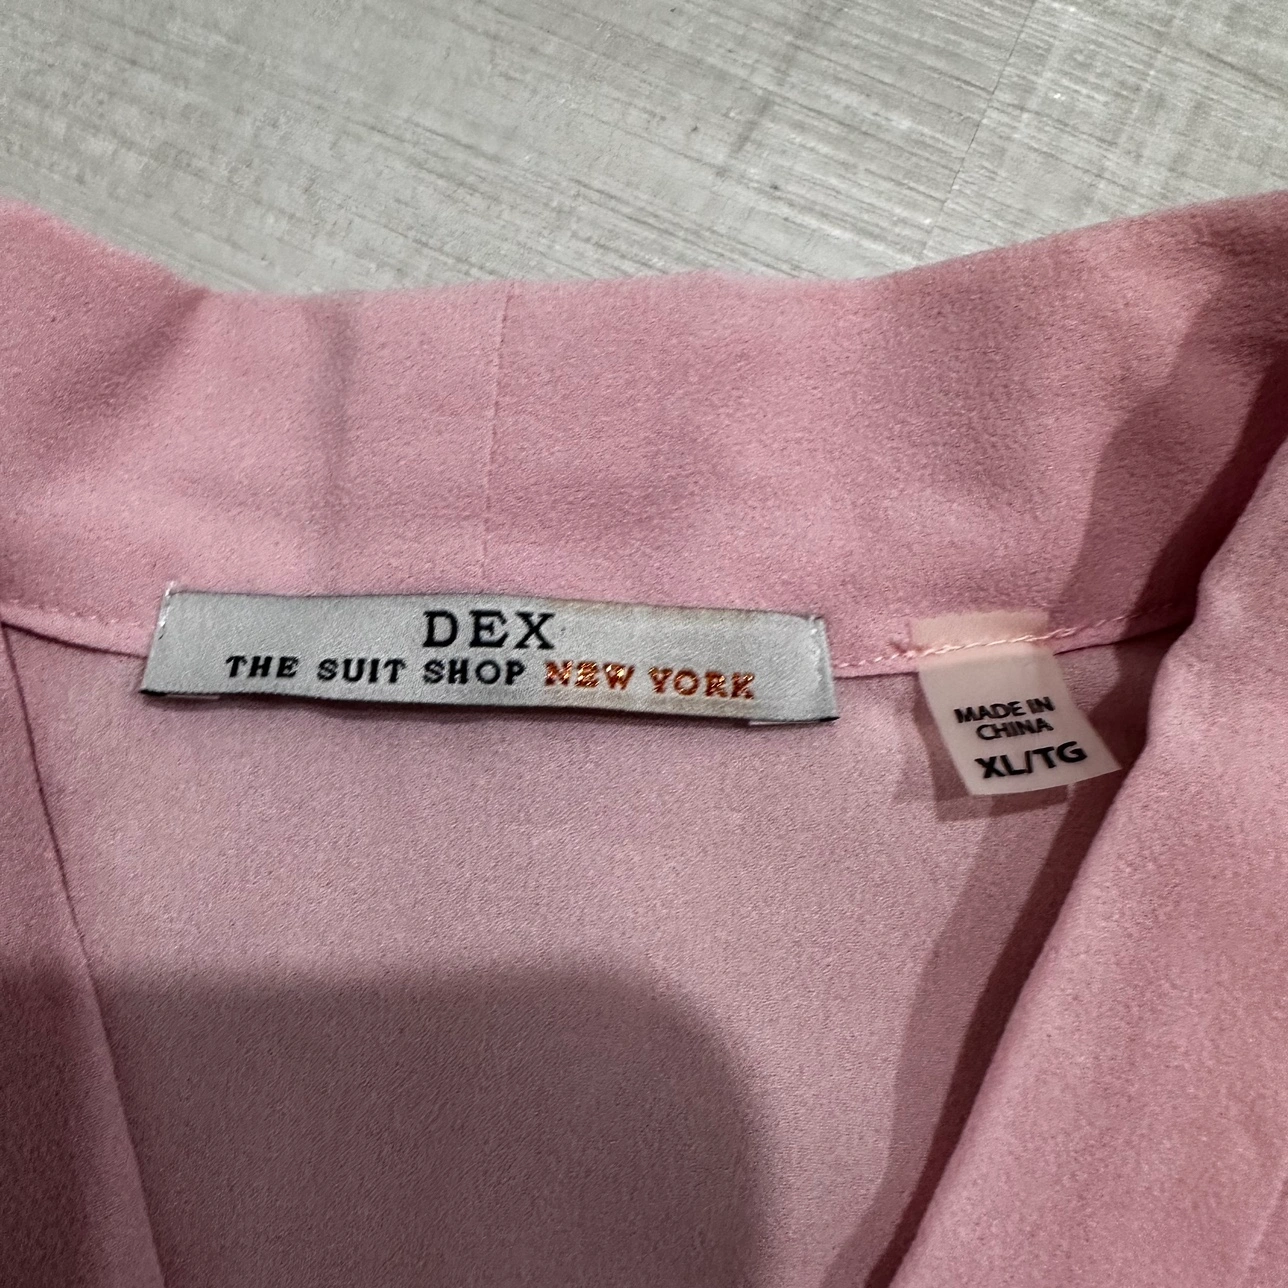 DEX
THE SUIT SHOP NEW YORK
MADE IN
CHINA
XL/TG